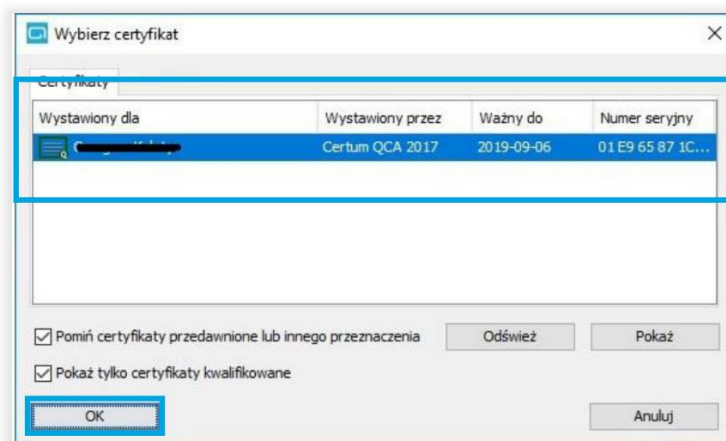 Wybierz certyfikat
Certyfikaty
Wystawiony dla Wystawiony przez Ważny do Numer seryjny
Certum QCA 2017 2019-09-06 01 E9 65 87 1C...
Pomiń certyfikaty przedawnione lub innego przeznaczenia Odśwież Pokaż
Pokaż tylko certyfikaty kwalifikowane
OK Anuluj